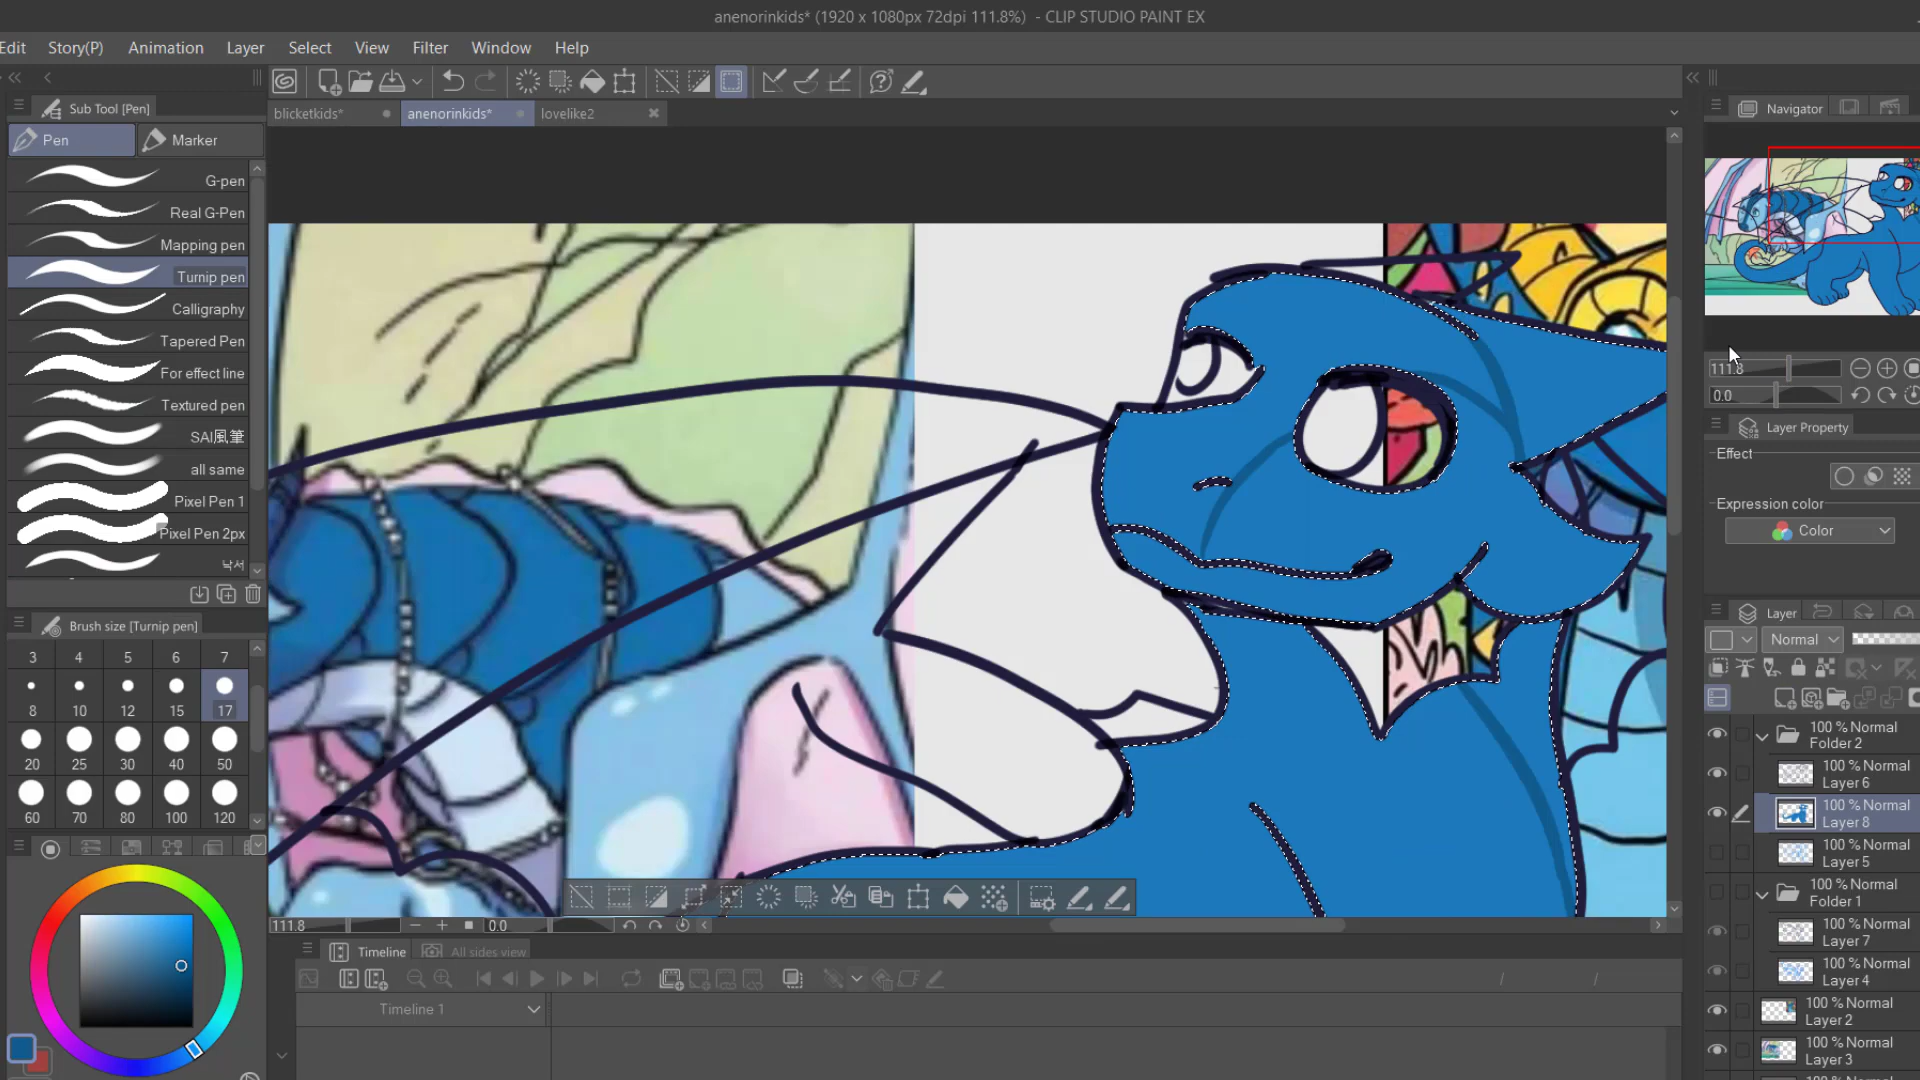 anenorinkids* (1920 x 1080px 72dpi 111.8%) - CLIP STUDIO PAINT EX
Edit Story(P) Animation Layer Select View Filter Window Help
Sub Tool [Pen]
blicketkids* anenorinkids* lovelike2
Navigator
Pen Marker
G-pen
Real G-Pen
Mapping pen
Turnip pen
Calligraphy
Tapered Pen
For effect line
Textured pen
SAI風筆
all same
Pixel Pen 1
Pixel Pen 2px
낙서
Brush size [Turnip pen]
3 4 5 6 7
8 10 12 15 17
20 25 30 40 50
60 70 80 100 120
111.8
0.0
Layer Property
Effect
Expression color
Color
Layer
Normal
100 % Normal
Folder 2
100 % Normal
Layer 6
100 % Normal
Layer 8
100 % Normal
Layer 5
100 % Normal
Folder 1
100 % Normal
Layer 7
100 % Normal
Layer 4
100 % Normal
Layer 2
100 % Normal
Layer 3
111.8 0.0
Timeline All sides view
Timeline 1